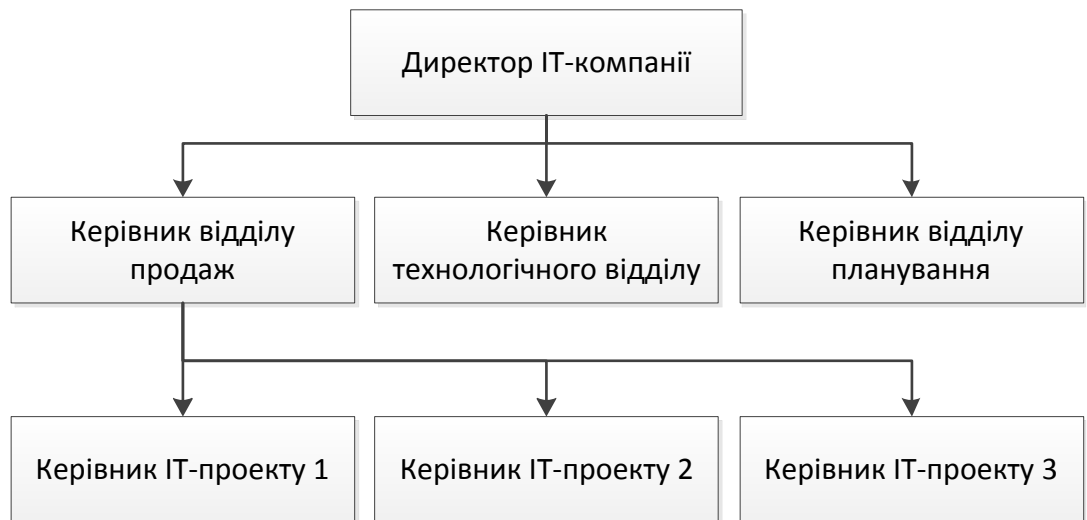 Директор ІТ-компанії
Керівник відділу
продаж
Керівник
технологічного відділу
Керівник відділу
планування
Керівник ІТ-проекту 1
Керівник ІТ-проекту 2
Керівник ІТ-проекту 3